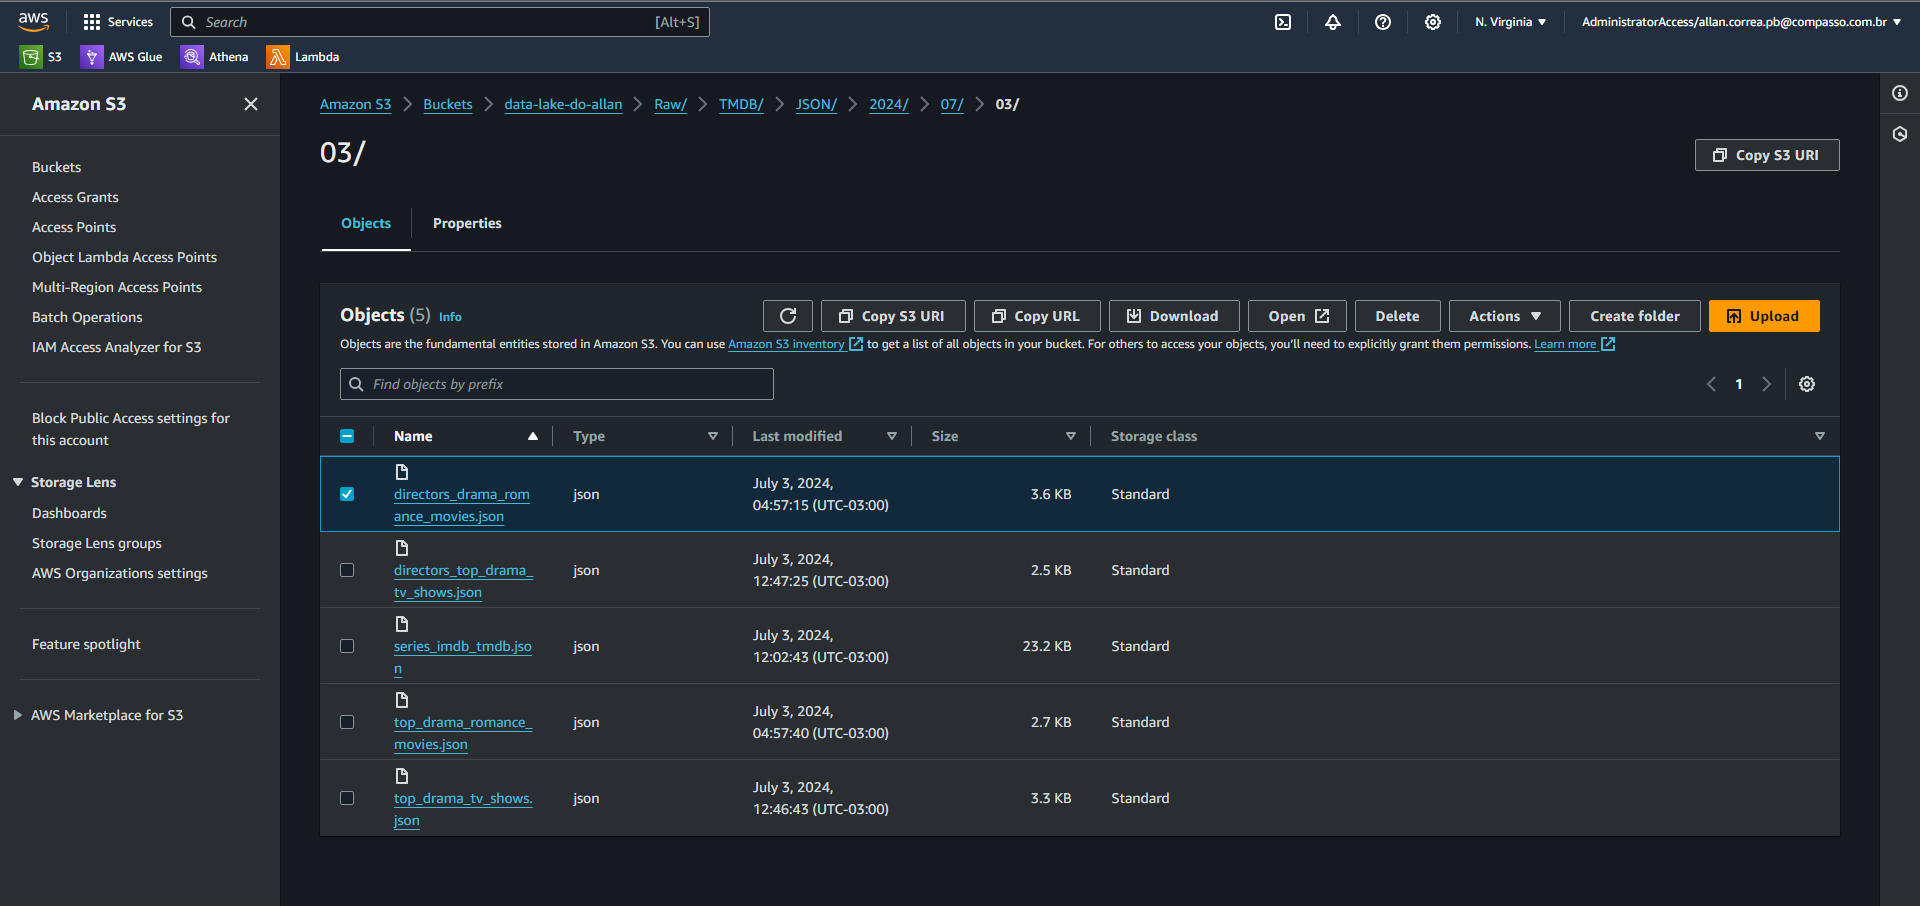 aws
Services
Search
[Alt+S]
N. Virginia
AdministratorAccess/allan.correa.pb@compasso.com.br
S3
AWS Glue
Athena
Lambda
Amazon S3
Buckets
Access Grants
Access Points
Object Lambda Access Points
Multi-Region Access Points
Batch Operations
IAM Access Analyzer for S3
Block Public Access settings for
this account
Storage Lens
Dashboards
Storage Lens groups
AWS Organizations settings
Feature spotlight
AWS Marketplace for S3
Amazon S3 Buckets data-lake-do-allan Raw/ TMDB/ JSON/ 2024/ 07/ 03/
03/
Copy S3 URI
Objects
Properties
Objects (5) Info
Copy S3 URI
Copy URL
Download
Open
Delete
Actions
Create folder
Upload
Objects are the fundamental entities stored in Amazon S3. You can use Amazon S3 inventory to get a list of all objects in your bucket. For others to access your objects, you'll need to explicitly grant them permissions. Learn more
Find objects by prefix
1
Name Type Last modified Size Storage class
directors_drama_rom
ance_movies.json
json
July 3, 2024,
04:57:15 (UTC-03:00)
3.6 KB
Standard
directors_top_drama_
tv_shows.json
json
July 3, 2024,
12:47:25 (UTC-03:00)
2.5 KB
Standard
series_imdb_tmdb.jso
n
json
July 3, 2024,
12:02:43 (UTC-03:00)
23.2 KB
Standard
top_drama_romance_
movies.json
json
July 3, 2024,
04:57:40 (UTC-03:00)
2.7 KB
Standard
top_drama_tv_shows.
json
json
July 3, 2024,
12:46:43 (UTC-03:00)
3.3 KB
Standard